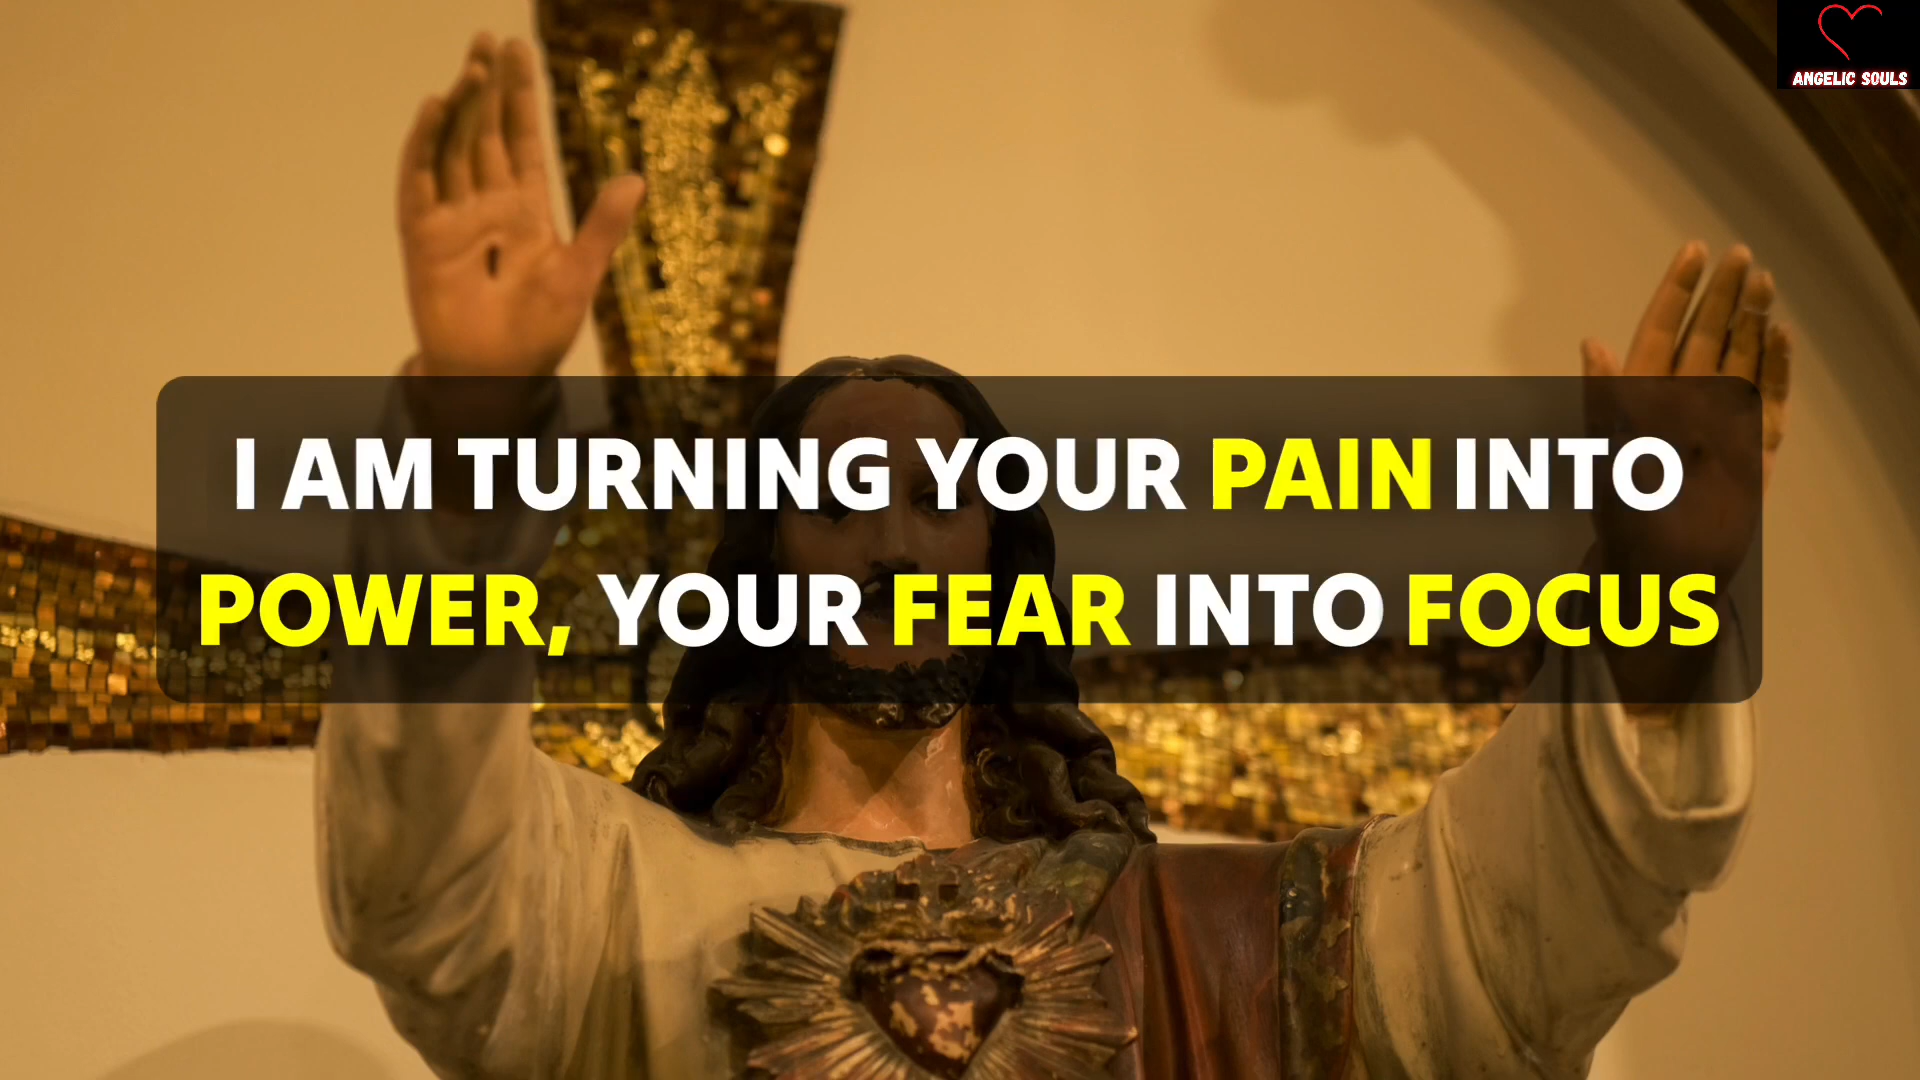 ANGELIC SOULS
I AM TURNING YOUR PAIN INTO
POWER, YOUR FEAR INTO FOCUS